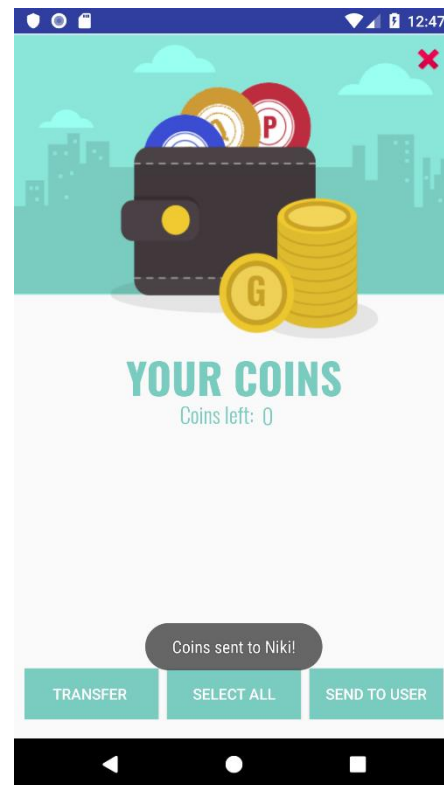 12:47
A P
G
YOUR COINS
Coins left: 0
Coins sent to Niki!
TRANSFER SELECT ALL SEND TO USER